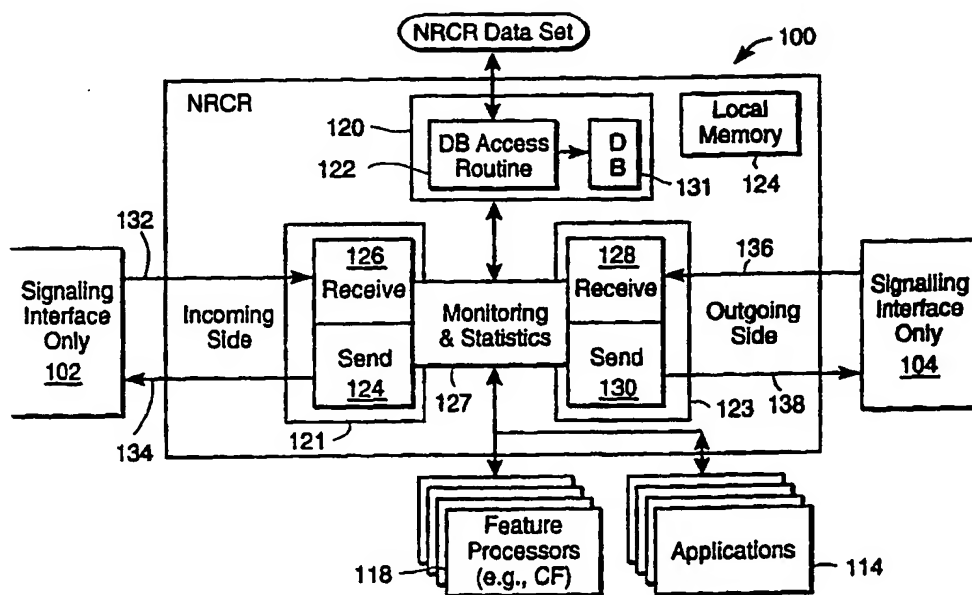 NRCR Data Set
100
NRCR
120
122
DB Access
Routine
D
B
131
Local
Memory
124
132
Signaling
Interface
Only
102
Incoming
Side
126
Receive
Send
124
Monitoring
& Statistics
127
128
Receive
Send
130
Outgoing
Side
136
Signalling
Interface
Only
104
134
121
123
138
Feature
Processors
(e.g., CF)
118
Applications
114